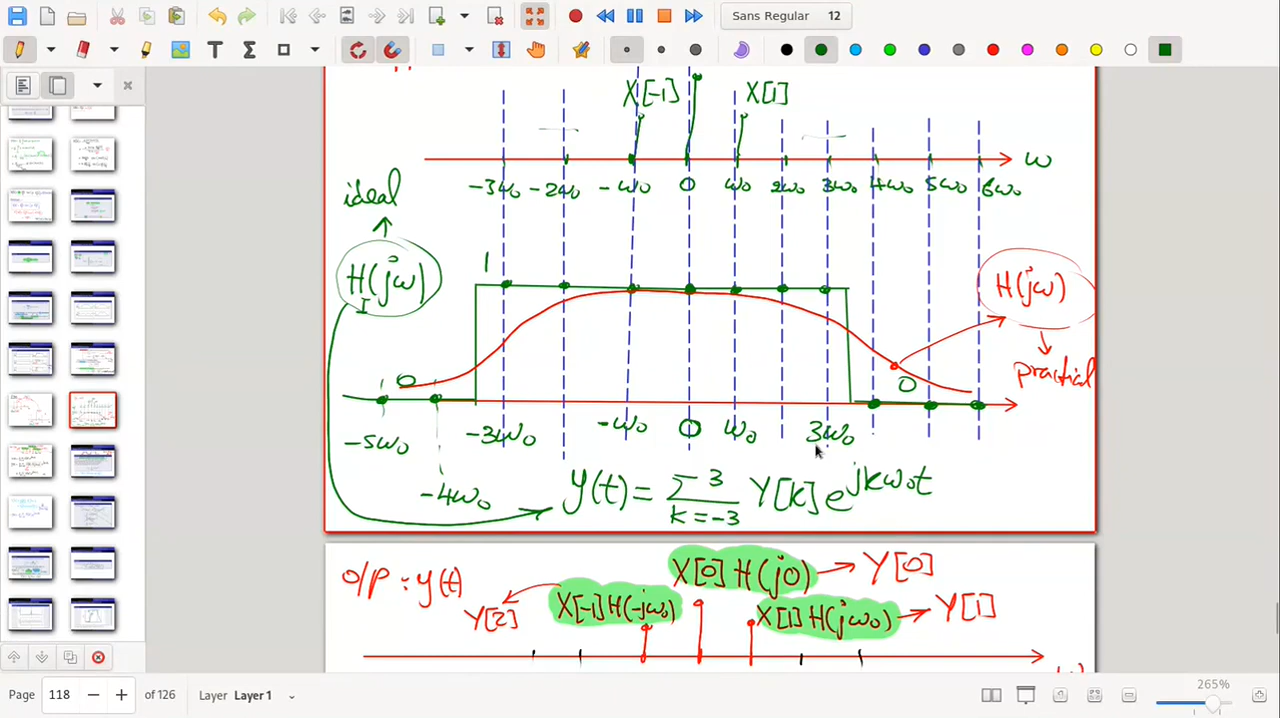 Sans Regular 12
X[-1] X[1]
ω
-3ω₀ -2ω₀ -ω₀ 0 ω₀ 2ω₀ 3ω₀ 4ω₀ 5ω₀ 6ω₀
ideal
H(jω)
1
H(jω)
practial
0 0
-5ω₀ -4ω₀ -3ω₀ -ω₀ 0 ω₀ 3ω₀
y(t) = Σ 3 k=-3 Y[k] e^jkω₀t
O/P : y(t)
X[0] H(j0) → Y[0]
Y[2] X[-1]H(-jω₀)
X[1] H(jω₀) → Y[1]
Page 118 of 126 Layer Layer 1 265%